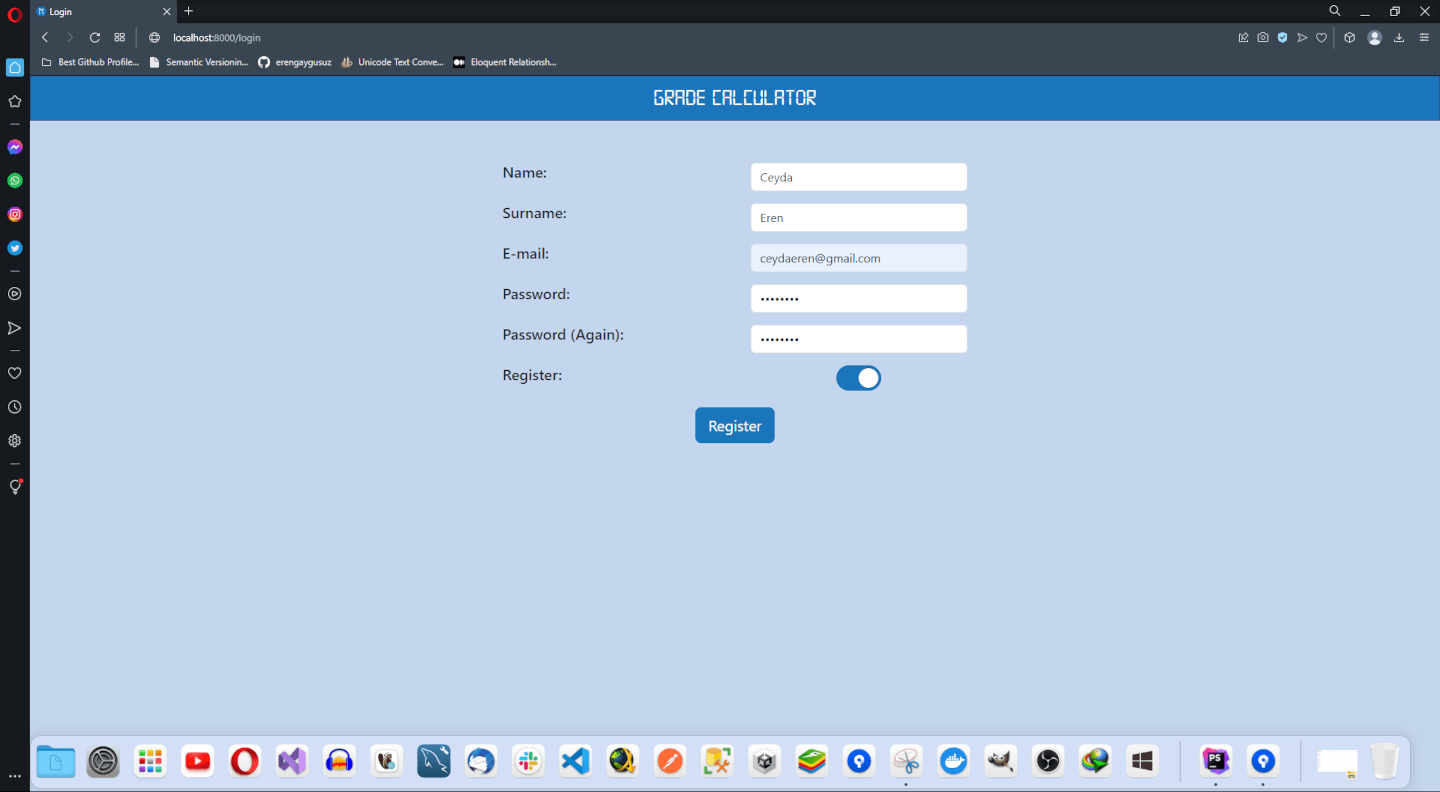 Login
localhost:8000/login
Best Github Profile...
Semantic Versionin...
erengaygusuz
Unicode Text Conve...
Eloquent Relationsh...
GRADE CALCULATOR
Name:
Ceyda
Surname:
Eren
E-mail:
ceydaeren@gmail.com
Password:
••••••••
Password (Again):
••••••••
Register:
Register
PS